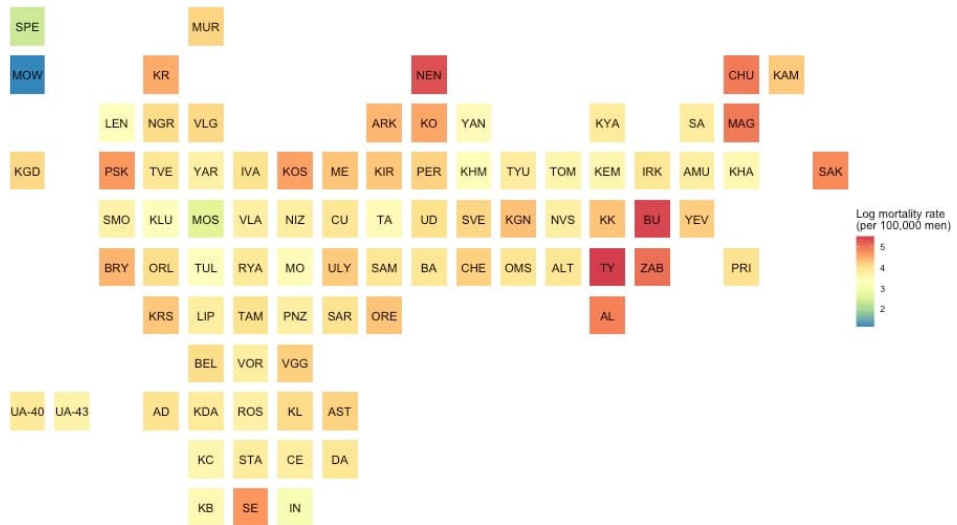 SPE MUR
MOW KR NEN CHU KAM
LEN NGR VLG ARK KO YAN KYA SA MAG
KGD PSK TVE YAR IVA KOS ME KIR PER KHM TYU TOM KEM IRK AMU KHA SAK
SMO KLU MOS VLA NIZ CU TA UD SVE KGN NVS KK BU YEV
Log mortality rate
(per 100,000 men)
5
4
3
2
BRY ORL TUL RYA MO ULY SAM BA CHE OMS ALT TY ZAB PRI
KRS LIP TAM PNZ SAR ORE AL
BEL VOR VGG
UA-40 UA-43 AD KDA ROS KL AST
KC STA CE DA
KB SE IN